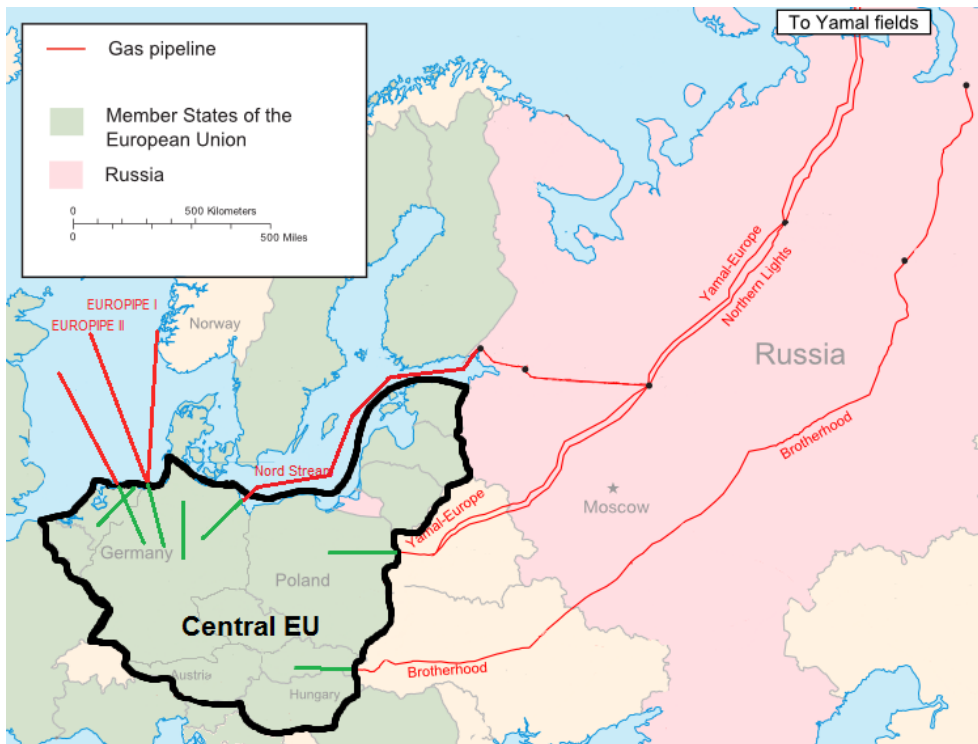 To Yamal fields
Gas pipeline
Member States of the
European Union
Russia
0
500 Kilometers
0
500 Miles
Yamal-Europe
Northern Lights
EUROPIPE I
EUROPIPE II
Norway
Russia
Brotherhood
Nord Stream
Moscow
Yamal-Europe
Germany
Poland
Central EU
Austria
Hungary
Brotherhood